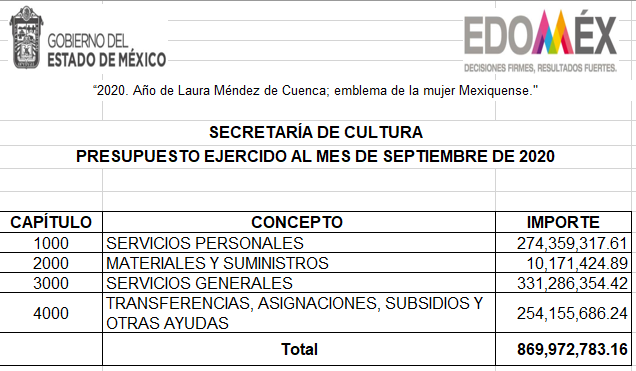 GOBIERNO DEL
ESTADO DE MÉXICO
EDOMÉX
DECISIONES FIRMES, RESULTADOS FUERTES.
“2020. Año de Laura Méndez de Cuenca; emblema de la mujer Mexiquense."
SECRETARÍA DE CULTURA
PRESUPUESTO EJERCIDO AL MES DE SEPTIEMBRE DE 2020
CAPÍTULO CONCEPTO IMPORTE
1000 SERVICIOS PERSONALES 274,359,317.61
2000 MATERIALES Y SUMINISTROS 10,171,424.89
3000 SERVICIOS GENERALES 331,286,354.42
4000 TRANSFERENCIAS, ASIGNACIONES, SUBSIDIOS Y
OTRAS AYUDAS 254,155,686.24
Total 869,972,783.16